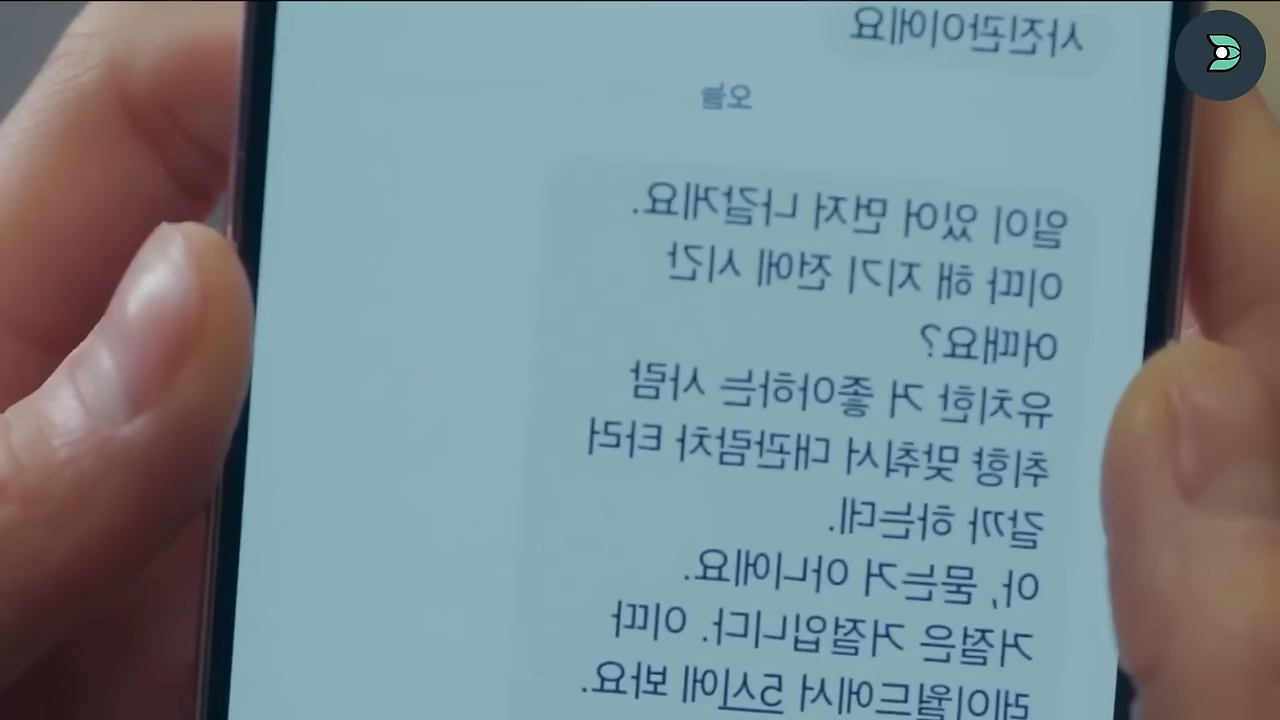 사진관이에요
오늘
일이 있어 먼저 나갈게요.
이따 해 지기 전에 시간
어때요?
유치한 거 좋아하는 사람
취향 맞춰서 대관람차 타러
갈까 하는데.
아, 묻는 거 아니에요.
거절은 거절입니다. 이따
레이월드에서 5시에 봐요.